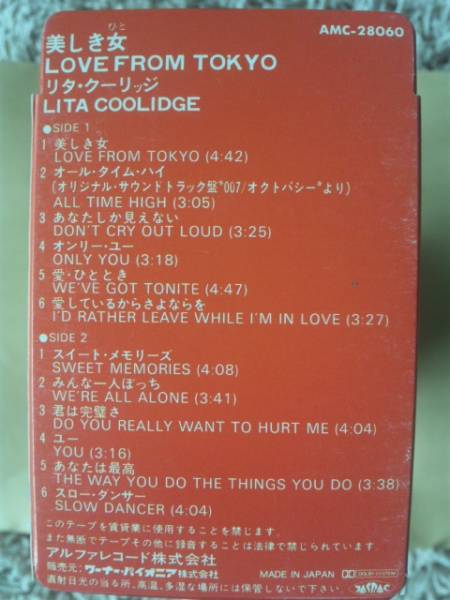 AMC-28060
ひと
美しき女
LOVE FROM TOKYO
リタ・クーリッジ
LITA COOLIDGE
●SIDE 1
1 美しき女
LOVE FROM TOKYO (4:42)
2 オール・タイム・ハイ
(オリジナル・サウンドトラック盤"007/オクトパシー"より)
ALL TIME HIGH (3:05)
3 あなたしか見えない
DON'T CRY OUT LOUD (3:25)
4 オンリー・ユー
ONLY YOU (3:18)
5 愛・ひととき
WE'VE GOT TONITE (4:47)
6 愛しているからさよならを
I'D RATHER LEAVE WHILE I'M IN LOVE (3:27)
●SIDE 2
1 スイート・メモリーズ
SWEET MEMORIES (4:08)
2 みんな一人ぼっち
WE'RE ALL ALONE (3:41)
3 君は完璧さ
DO YOU REALLY WANT TO HURT ME (4:04)
4 ユー
YOU (3:16)
5 あなたは最高
THE WAY YOU DO THE THINGS YOU DO (3:38)
6 スロー・ダンサー
SLOW DANCER (4:04)
このテープを賃貸業に使用することを禁じます。
また無断でテープその他に録音することは法律で禁じられています。
アルファレコード株式会社
販売元:ワーナー・パイオニア株式会社
MADE IN JAPAN
DOLBY SYSTEM
JASRAC
直射日光の当る所、高温、多湿な場所には保管しないで下さい。